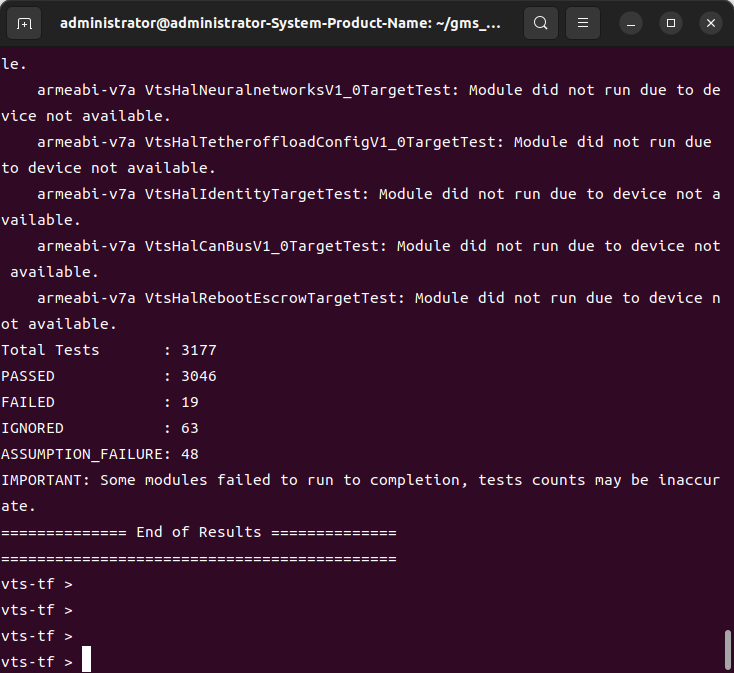 administrator@administrator-System-Product-Name: ~/gms_...
le.
    armeabi-v7a VtsHalNeuralnetworksV1_0TargetTest: Module did not run due to de
vice not available.
    armeabi-v7a VtsHalTetheroffloadConfigV1_0TargetTest: Module did not run due 
to device not available.
    armeabi-v7a VtsHalIdentityTargetTest: Module did not run due to device not a
vailable.
    armeabi-v7a VtsHalCanBusV1_0TargetTest: Module did not run due to device not
 available.
    armeabi-v7a VtsHalRebootEscrowTargetTest: Module did not run due to device n
ot available.
Total Tests       : 3177
PASSED            : 3046
FAILED            : 19
IGNORED           : 63
ASSUMPTION_FAILURE: 48
IMPORTANT: Some modules failed to run to completion, tests counts may be inaccur
ate.
============== End of Results ==============
============================================
vts-tf >
vts-tf >
vts-tf >
vts-tf >